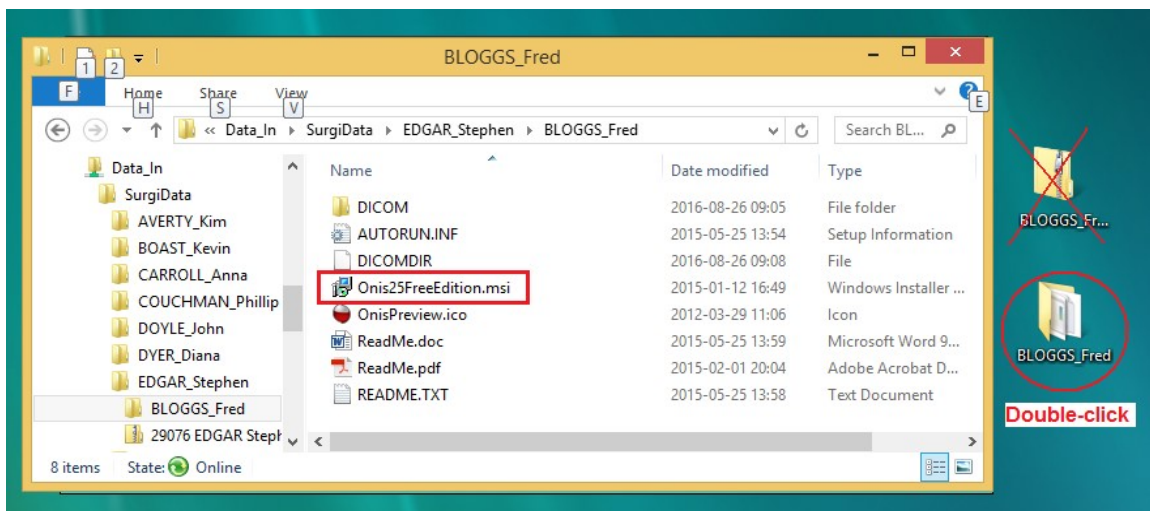 BLOGGS_Fred
1 2
F Home Share View
H S V E
« Data_In SurgiData EDGAR_Stephen BLOGGS_Fred Search BL...
Data_In
SurgiData
AVERTY_Kim
BOAST_Kevin
CARROLL_Anna
COUCHMAN_Phillip
DOYLE_John
DYER_Diana
EDGAR_Stephen
BLOGGS_Fred
29076 EDGAR Steph
Name Date modified Type
DICOM 2016-08-26 09:05 File folder
AUTORUN.INF 2015-05-25 13:54 Setup Information
DICOMDIR 2016-08-26 09:08 File
Onis25FreeEdition.msi 2015-01-12 16:49 Windows Installer ...
OnisPreview.ico 2012-03-29 11:06 Icon
ReadMe.doc 2015-05-25 13:59 Microsoft Word 9...
ReadMe.pdf 2015-02-01 20:04 Adobe Acrobat D...
README.TXT 2015-05-25 13:58 Text Document
8 items State: Online
BLOGGS_Fr...
BLOGGS_Fred
Double-click